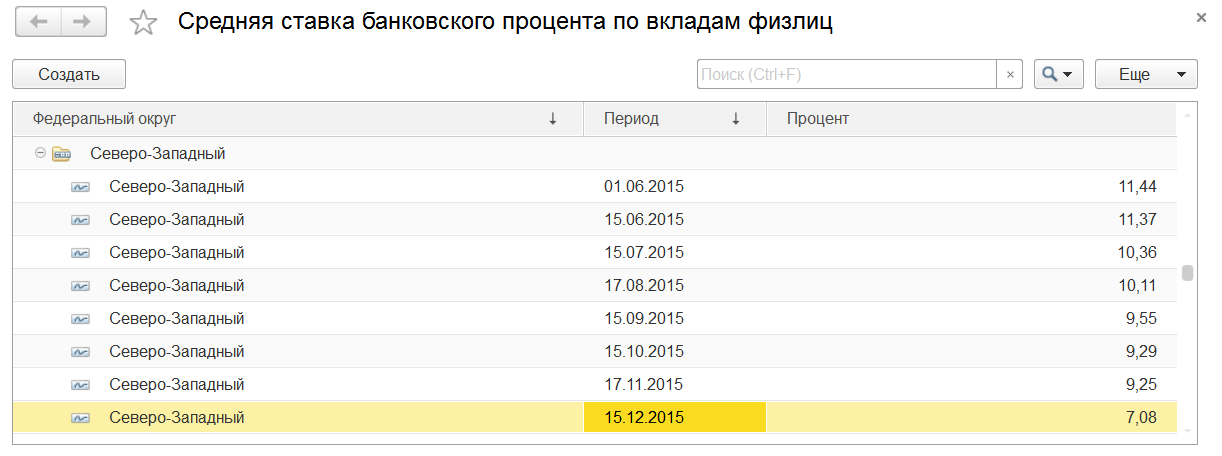 Средняя ставка банковского процента по вкладам физлиц
Создать
Поиск (Ctrl+F)
Еще
Федеральный округ
Период
Процент
Северо-Западный
Северо-Западный 01.06.2015 11,44
Северо-Западный 15.06.2015 11,37
Северо-Западный 15.07.2015 10,36
Северо-Западный 17.08.2015 10,11
Северо-Западный 15.09.2015 9,55
Северо-Западный 15.10.2015 9,29
Северо-Западный 17.11.2015 9,25
Северо-Западный 15.12.2015 7,08